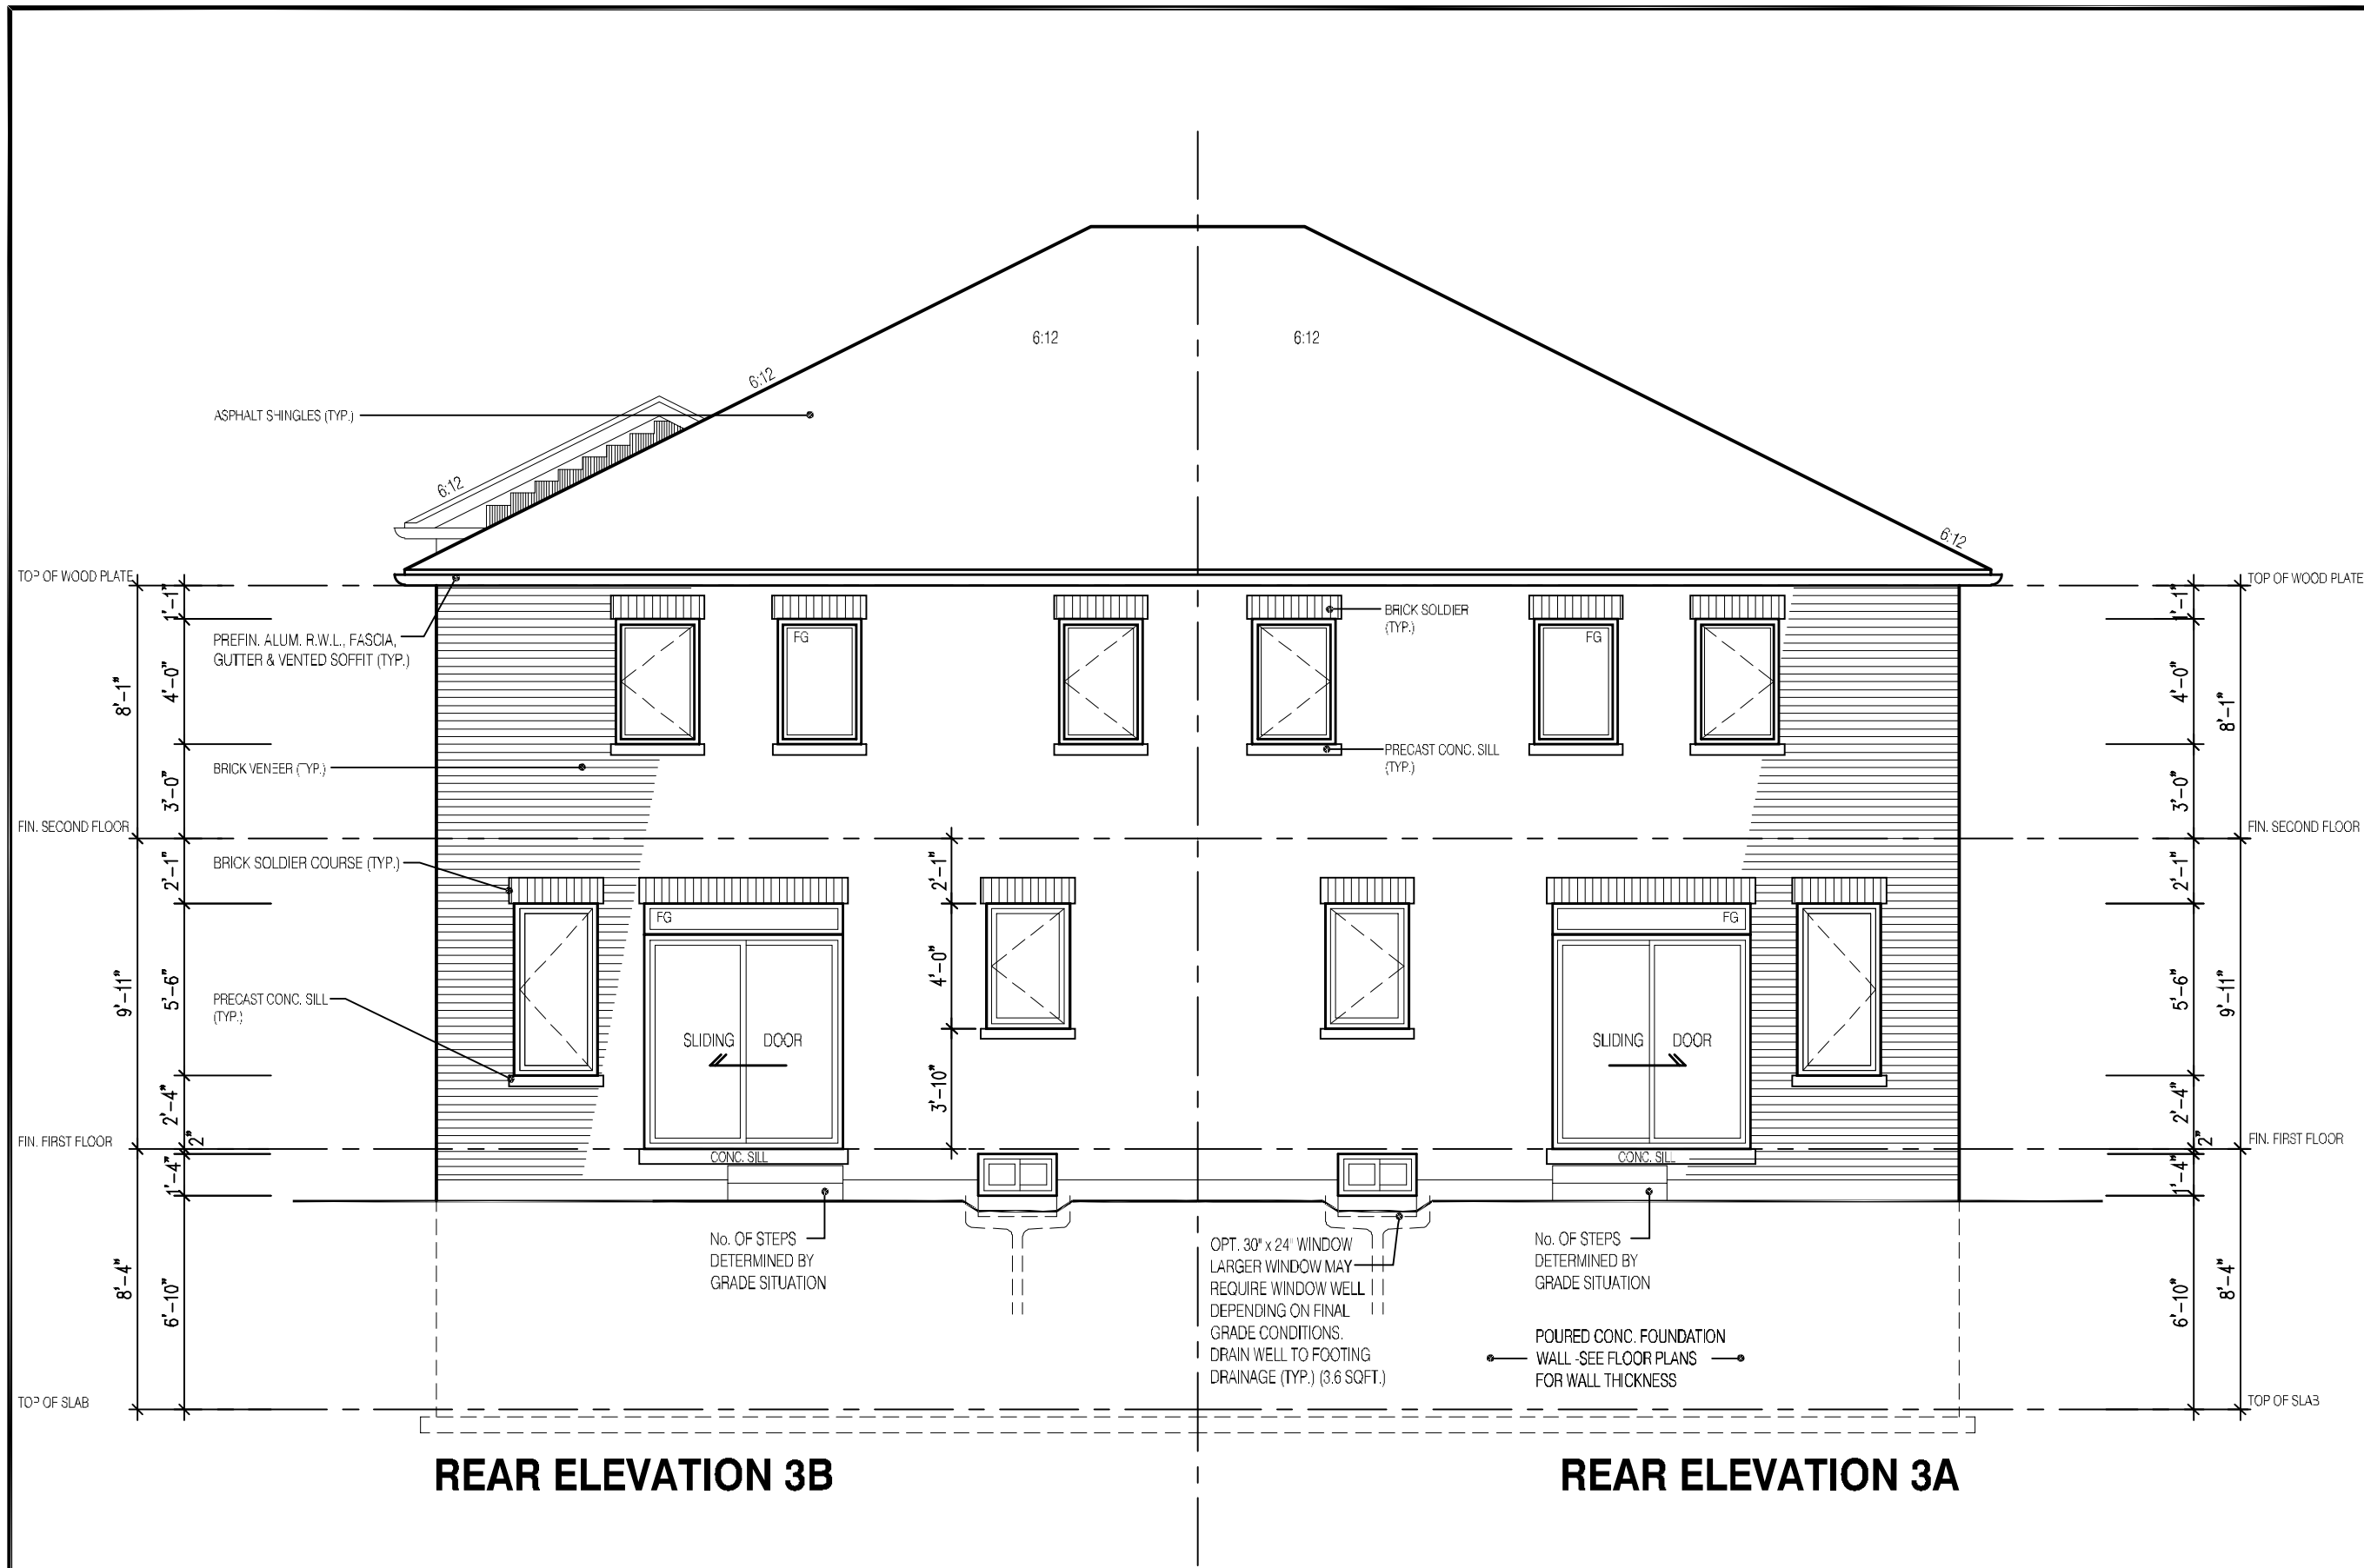 6:12
6:12
6:12
ASPHALT SHINGLES (TYP.)
6:12
6:12
TOP OF WOOD PLATE
TOP OF WOOD PLATE
1'-1"
1'-1"
BRICK SOLDIER
(TYP.)
PREFIN. ALUM. R.W.L., FASCIA,
GUTTER & VENTED SOFFIT (TYP.)
FG
FG
8'-1"
4'-0"
4'-0"
8'-1"
PRECAST CONC. SILL
(TYP.)
BRICK VENEER (TYP.)
3'-0"
3'-0"
FIN. SECOND FLOOR
FIN. SECOND FLOOR
BRICK SOLDIER COURSE (TYP.)
2'-1"
2'-1"
2'-1"
FG
FG
9'-11"
5'-6"
4'-0"
5'-6"
9'-11"
PRECAST CONC. SILL
(TYP.)
SLIDING DOOR
SLIDING DOOR
3'-10"
2'-4"
2'-4"
FIN. FIRST FLOOR
2"
2"
FIN. FIRST FLOOR
CONC. SILL
CONC. SILL
1'-4"
1'-4"
No. OF STEPS
DETERMINED BY
GRADE SITUATION
OPT. 30" x 24" WINDOW
LARGER WINDOW MAY
REQUIRE WINDOW WELL
DEPENDING ON FINAL
GRADE CONDITIONS.
DRAIN WELL TO FOOTING
DRAINAGE (TYP.) (3.6 SQFT.)
No. OF STEPS
DETERMINED BY
GRADE SITUATION
8'-4"
6'-10"
6'-10"
8'-4"
POURED CONC. FOUNDATION
WALL -SEE FLOOR PLANS
FOR WALL THICKNESS
TOP OF SLAB
TOP OF SLAB
REAR ELEVATION 3B
REAR ELEVATION 3A